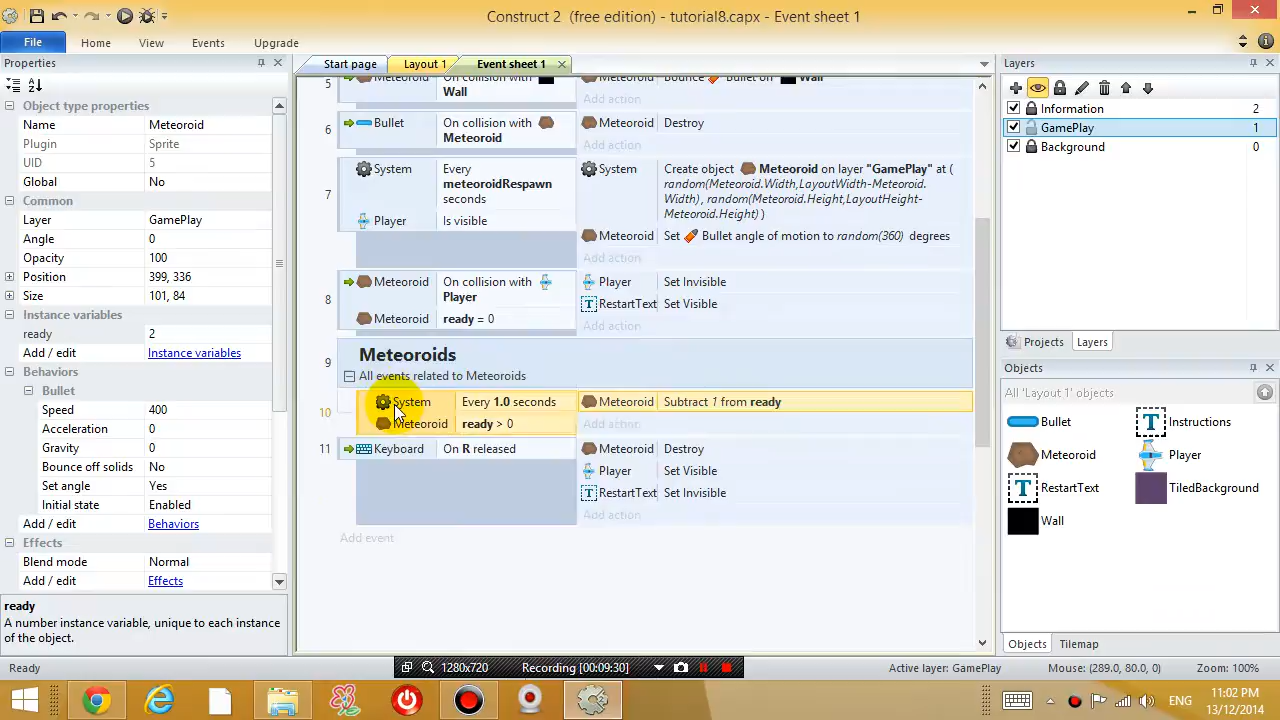 Construct 2 (free edition) - tutorial8.capx - Event sheet 1
File
Home
View
Events
Upgrade
Properties
Object type properties
Name Meteoroid
Plugin Sprite
UID 5
Global No
Common
Layer GamePlay
Angle 0
Opacity 100
Position 399, 336
Size 101, 84
Instance variables
ready 2
Add / edit Instance variables
Behaviors
Bullet
Speed 400
Acceleration 0
Gravity 0
Bounce off solids No
Set angle Yes
Initial state Enabled
Add / edit Behaviors
Effects
Blend mode Normal
Add / edit Effects
ready
A number instance variable, unique to each instance
of the object.
Start page
Layout 1
Event sheet 1
5 Meteoroid On collision with Meteoroid Bounce Bullet on Wall
Wall
Add action
6 Bullet On collision with Meteoroid Destroy
Meteoroid
Add action
7 System Every System Create object Meteoroid on layer "GamePlay" at (
meteoroidRespawn random(Meteoroid.Width,LayoutWidth-Meteoroid.
seconds Width) , random(Meteoroid.Height,LayoutHeight-
Meteoroid.Height) )
Player Is visible
Meteoroid Set Bullet angle of motion to random(360) degrees
Add action
8 Meteoroid On collision with Player Set Invisible
Player
RestartText Set Visible
Meteoroid ready = 0
Add action
9 Meteoroids
All events related to Meteoroids
10 System Every 1.0 seconds Meteoroid Subtract 1 from ready
Meteoroid ready > 0 Add action
11 Keyboard On R released Meteoroid Destroy
Player Set Visible
RestartText Set Invisible
Add action
Add event
Layers
Information 2
GamePlay 1
Background 0
Projects
Layers
Objects
All 'Layout 1' objects
Bullet
Instructions
Meteoroid
Player
RestartText
TiledBackground
Wall
Objects
Tilemap
Ready
1280x720
Recording [00:09:30]
Active layer: GamePlay
Mouse: (289.0, 80.0, 0)
Zoom: 100%
ENG
11:02 PM
13/12/2014